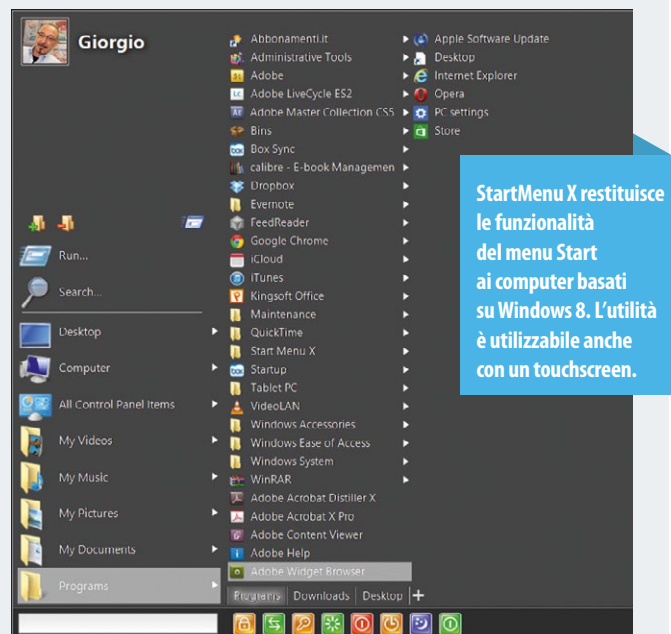 Giorgio
Run...
Search...
Desktop
Computer
All Control Panel Items
My Videos
My Music
My Pictures
My Documents
Programs
Abbonamenti.it
Administrative Tools
Adobe
Adobe LiveCycle ES2
Adobe Master Collection CS5
Bins
Box Sync
calibre - E-book Managemen
Dropbox
Evernote
FeedReader
Google Chrome
iCloud
iTunes
Kingsoft Office
Maintenance
QuickTime
Start Menu X
Startup
Tablet PC
VideoLAN
Windows Accessories
Windows Ease of Access
Windows System
WinRAR
Adobe Acrobat Distiller X
Adobe Acrobat X Pro
Adobe Content Viewer
Adobe Help
Adobe Widget Browser
Programs Downloads Desktop +
Apple Software Update
Desktop
Internet Explorer
Opera
PC settings
Store
StartMenu X restituisce
le funzionalità
del menu Start
ai computer basati
su Windows 8. L'utilità
è utilizzabile anche
con un touchscreen.